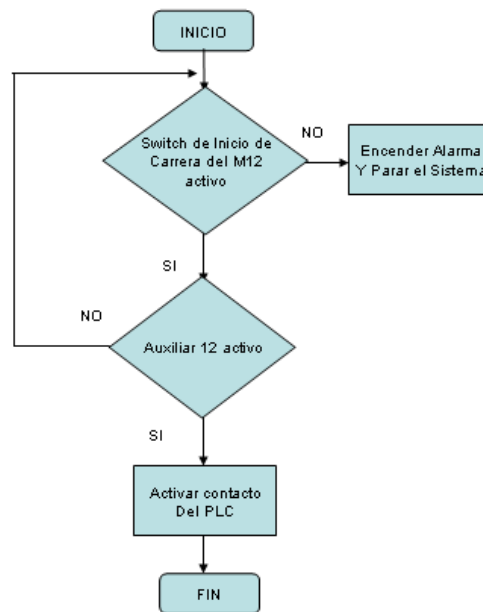 INICIO
Switch de Inicio de
Carrera del M12
activo
NO
Encender Alarma
Y Parar el Sistema
SI
NO
Auxiliar 12 activo
SI
Activar contacto
Del PLC
FIN